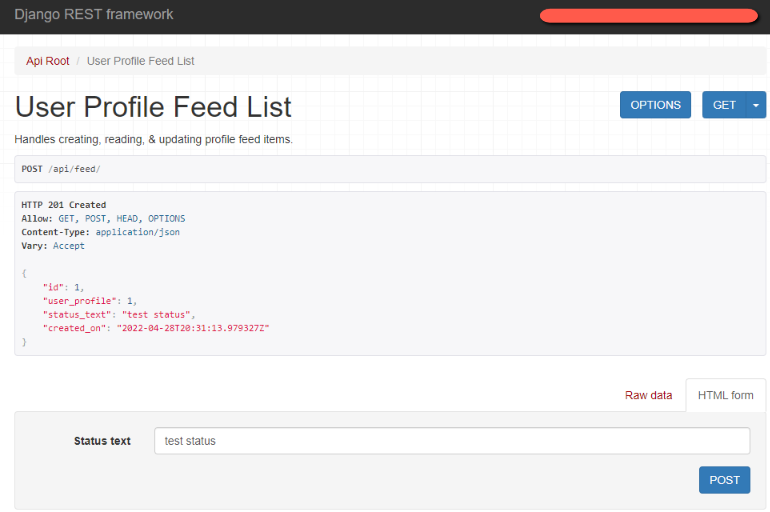 Django REST framework
Api Root / User Profile Feed List
User Profile Feed List
OPTIONS
GET
Handles creating, reading, & updating profile feed items.
POST /api/feed/
HTTP 201 Created
Allow: GET, POST, HEAD, OPTIONS
Content-Type: application/json
Vary: Accept
{
"id": 1,
"user_profile": 1,
"status_text": "test status",
"created_on": "2022-04-28T20:31:13.979327Z"
}
Raw data
HTML form
Status text
test status
POST